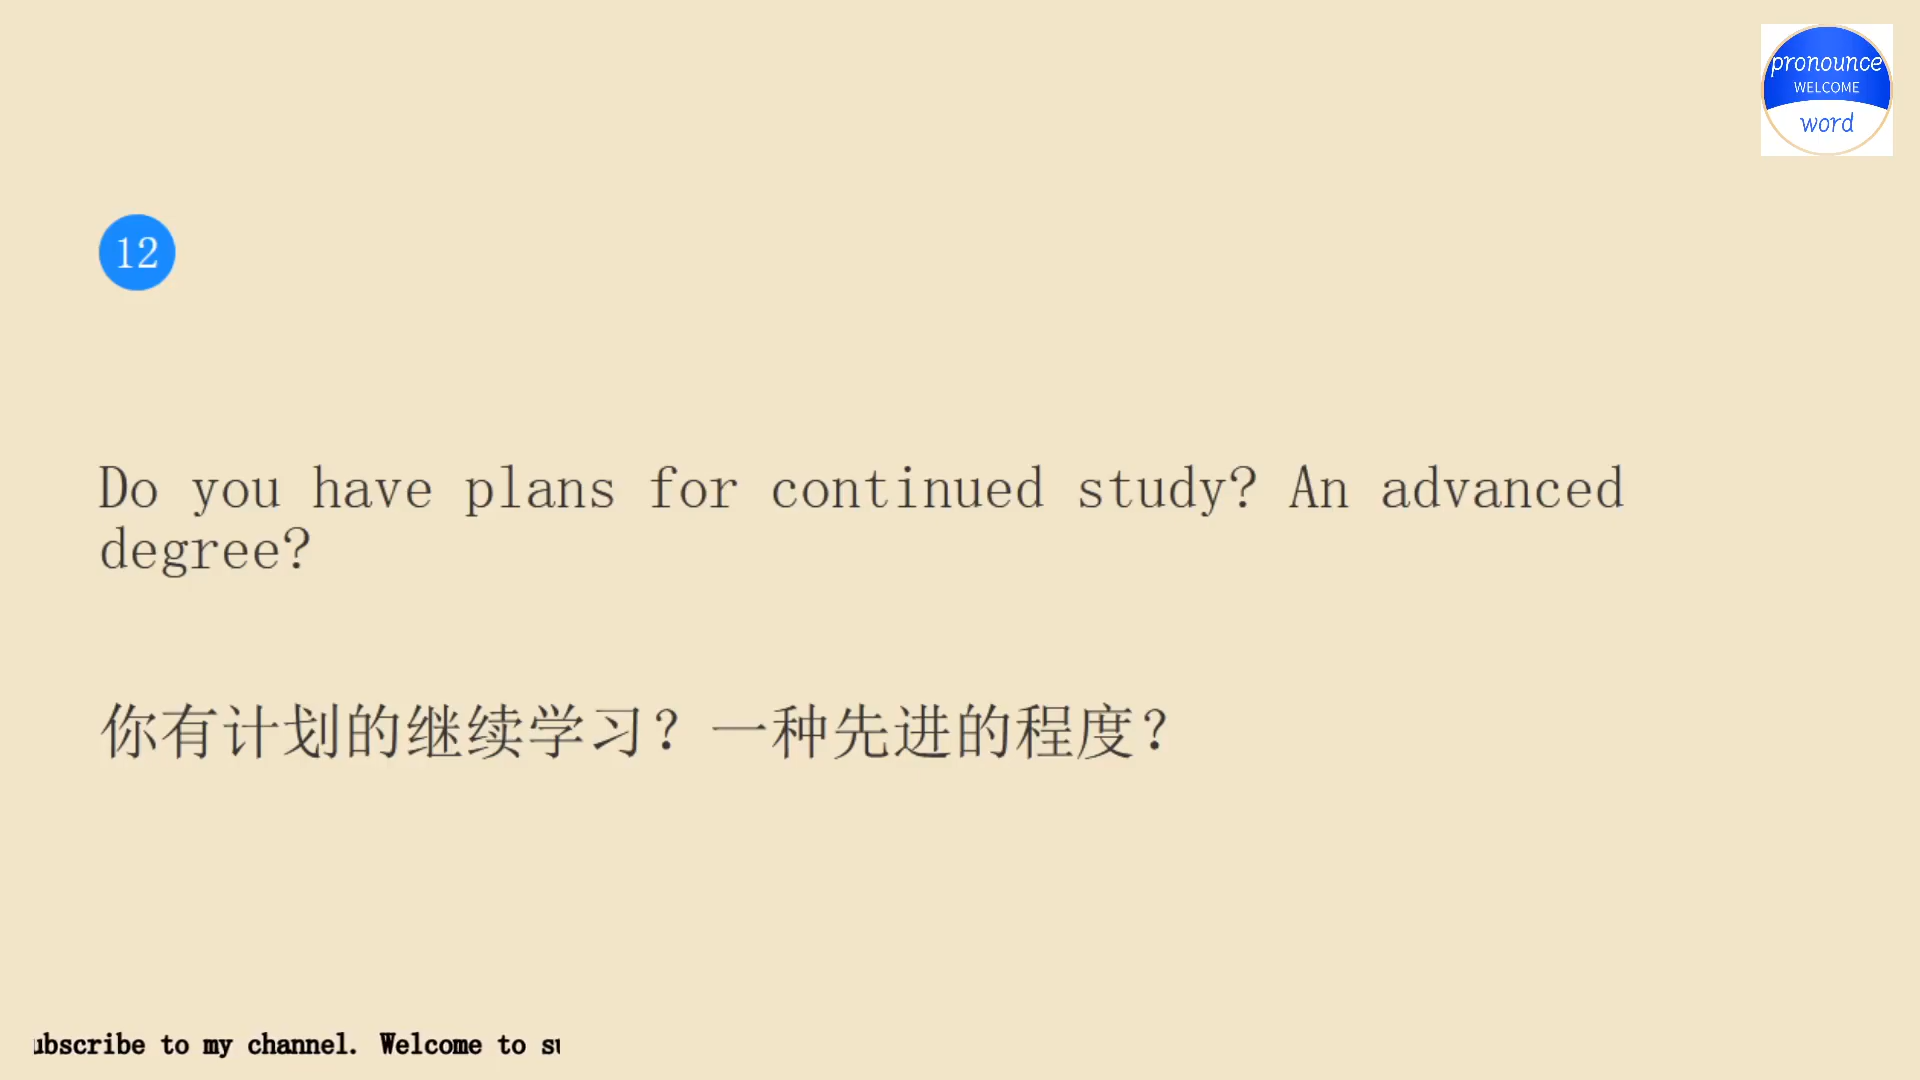 pronounce
WELCOME
word
12
Do you have plans for continued study? An advanced
degree?
你有计划的继续学习？一种先进的程度？
ubscribe to my channel. Welcome to su